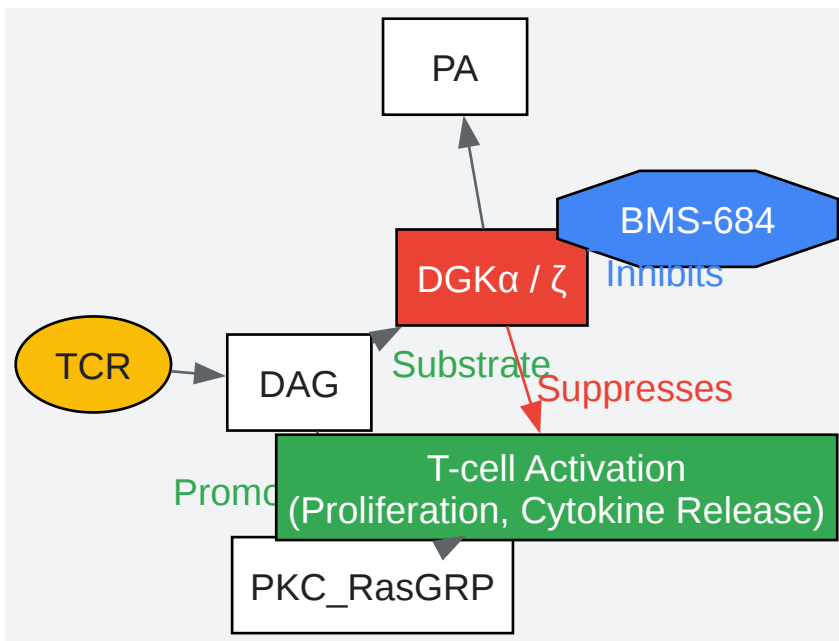 PA
BMS-684
DGKα / ζ
Inhibits
TCR
DAG
Substrate
Suppresses
T-cell Activation
(Proliferation, Cytokine Release)
PKC_RasGRP